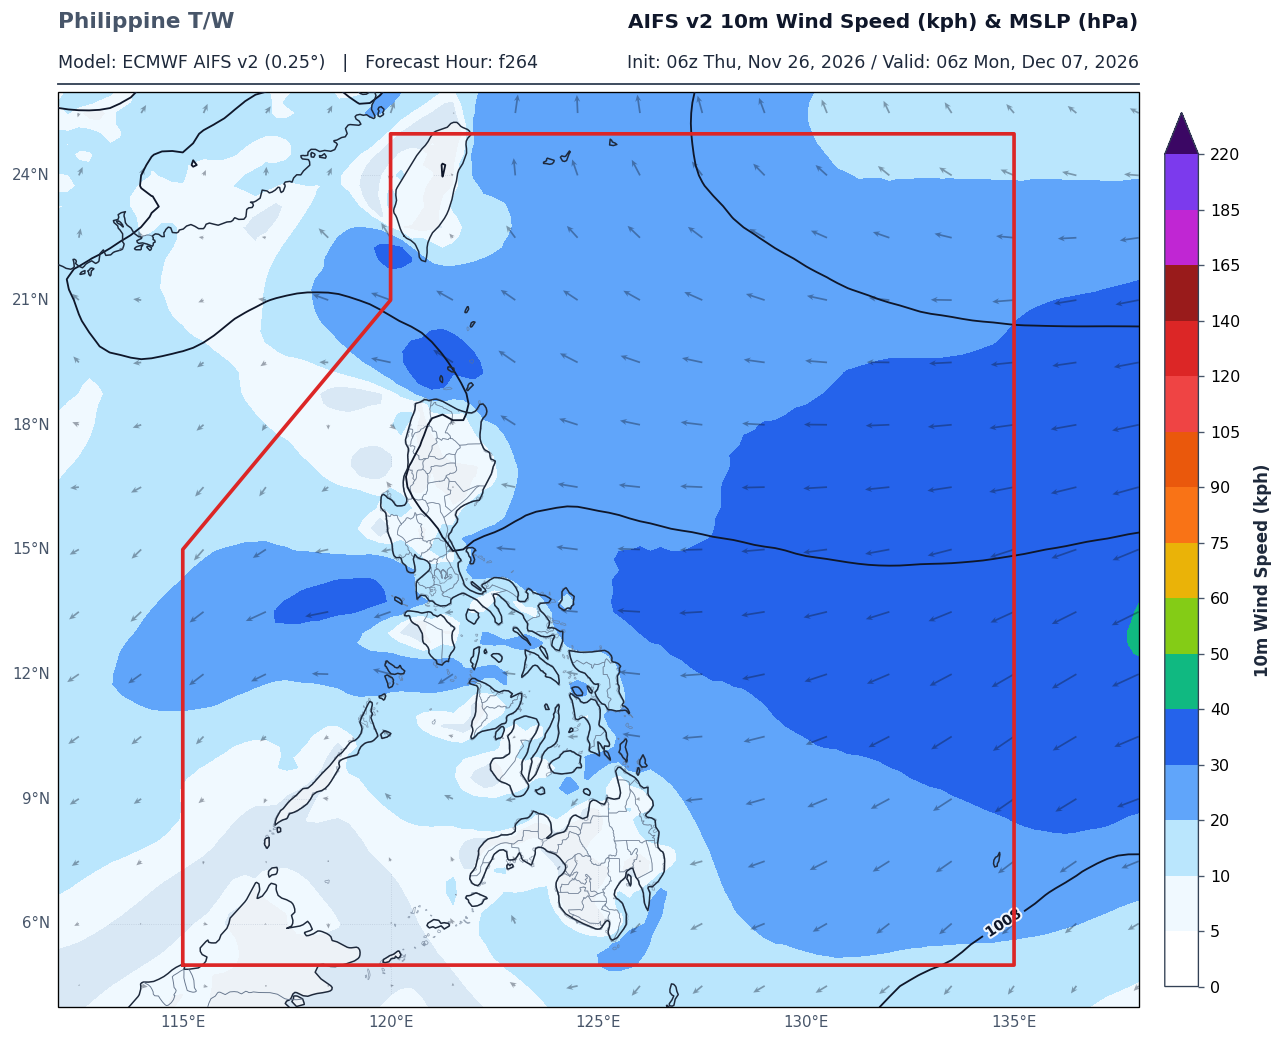 Philippine T/W
AIFS v2 10m Wind Speed (kph) & MSLP (hPa)
Model: ECMWF AIFS v2 (0.25°) | Forecast Hour: f264
Init: 06z Thu, Nov 26, 2026 / Valid: 06z Mon, Dec 07, 2026
24°N
21°N
18°N
15°N
12°N
9°N
6°N
115°E
120°E
125°E
130°E
135°E
1008
220
185
165
140
120
105
90
75
60
50
40
30
20
10
5
0
10m Wind Speed (kph)